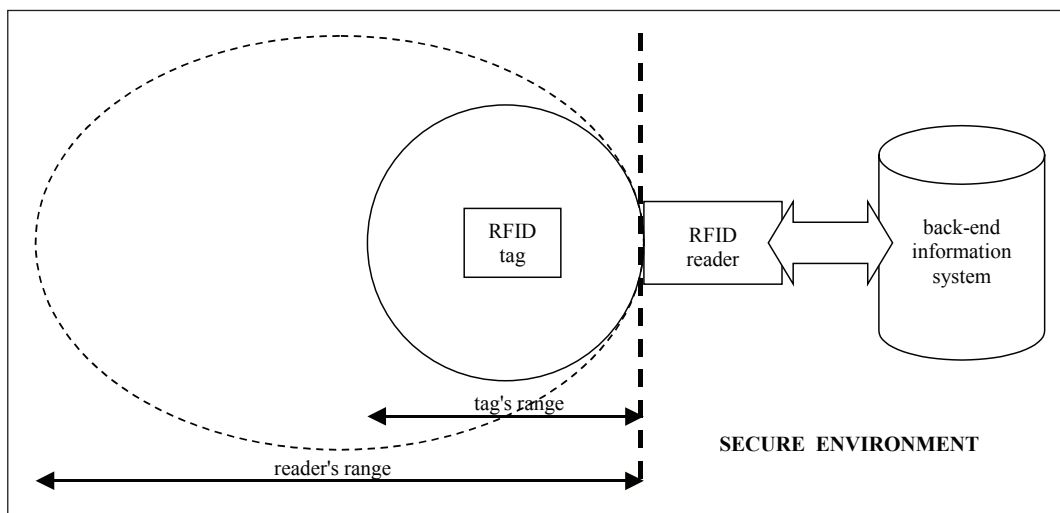 RFID
tag
RFID
reader
back-end
information
system
tag's range
SECURE ENVIRONMENT
reader's range